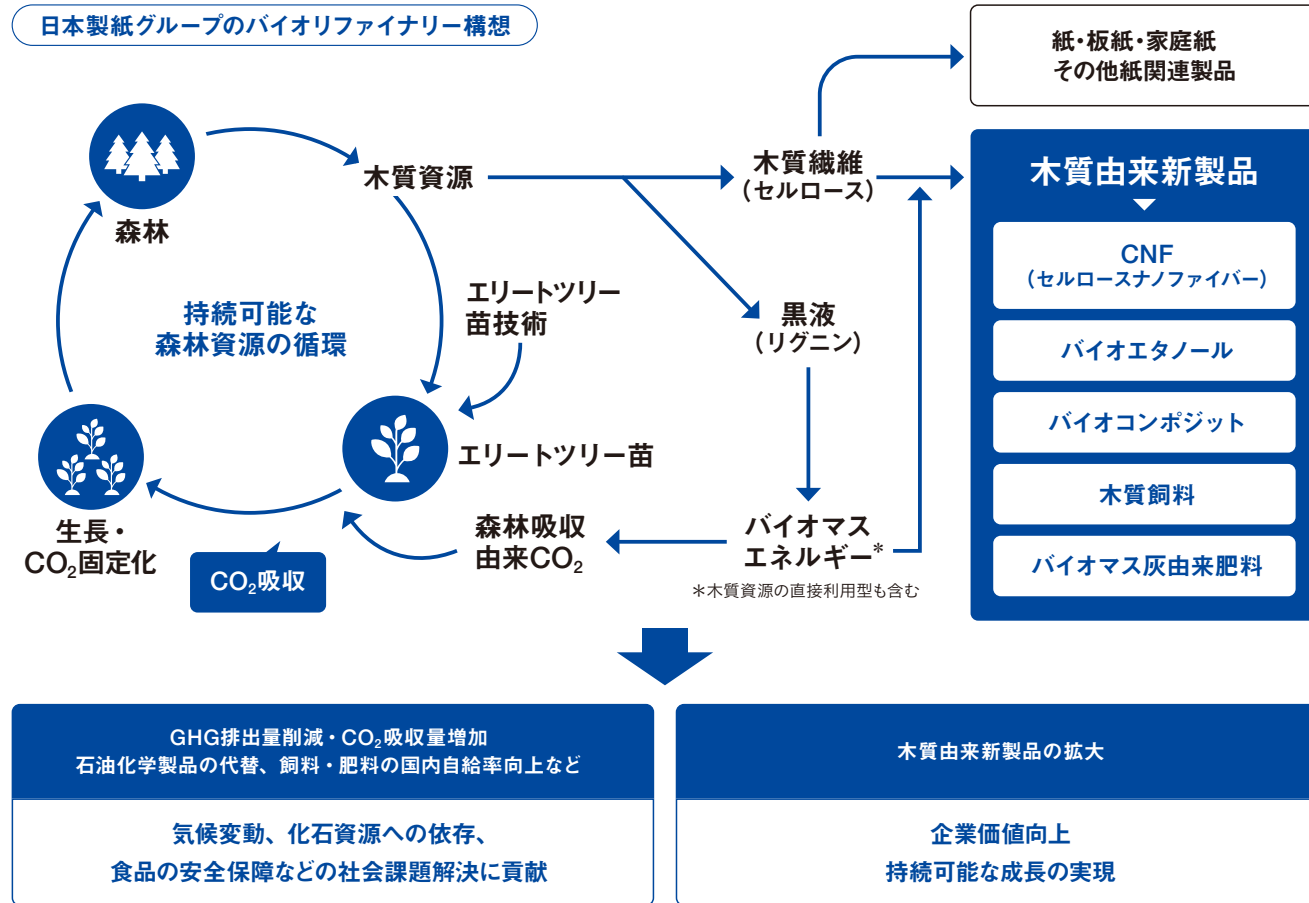 日本製紙グループのバイオリファイナリー構想
紙・板紙・家庭紙
その他紙関連製品
森林
木質資源
木質繊維
（セルロース）
持続可能な
森林資源の循環
エリートツリー
苗技術
黒液
（リグニン）
エリートツリー苗
生長・
CO₂固定化
CO₂吸収
森林吸収
由来CO₂
バイオマス
エネルギー*
＊木質資源の直接利用型も含む
木質由来新製品
CNF
（セルロースナノファイバー）
バイオエタノール
バイオコンポジット
木質飼料
バイオマス灰由来肥料
GHG排出量削減・CO₂吸収量増加
石油化学製品の代替、飼料・肥料の国内自給率向上など
気候変動、化石資源への依存、
食品の安全保障などの社会課題解決に貢献
木質由来新製品の拡大
企業価値向上
持続可能な成長の実現